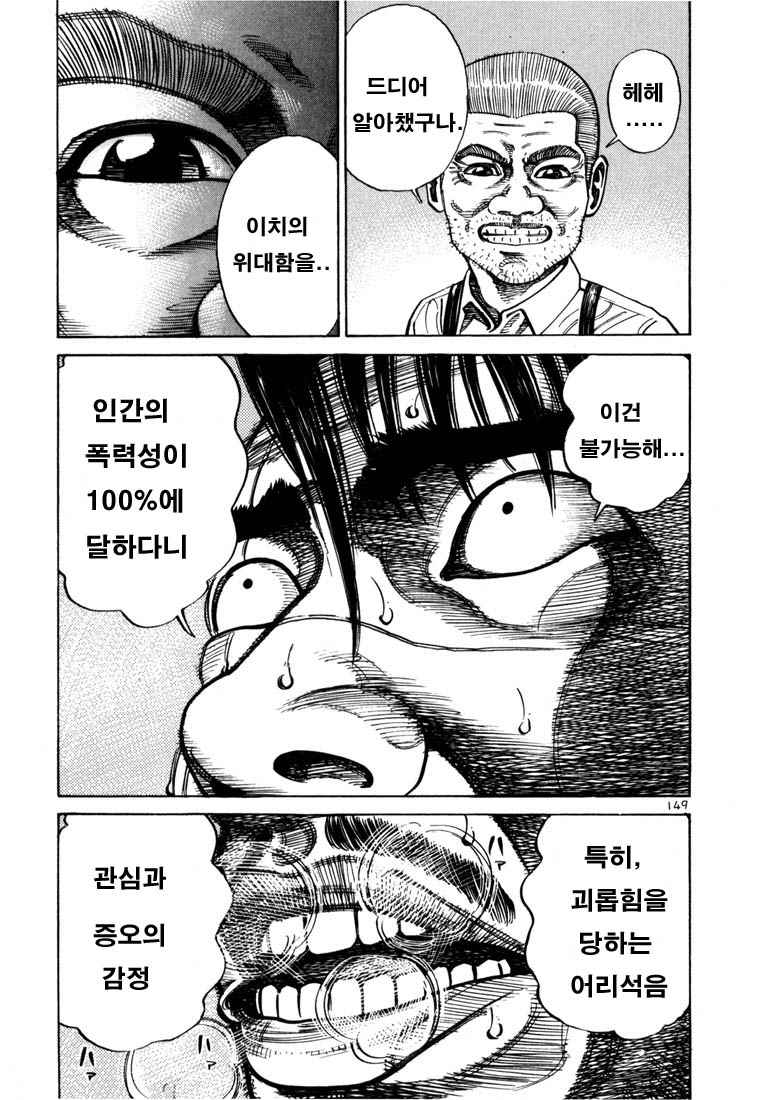 헤헤
.....
드디어
알아챘구나.
이치의
위대함을..
이건
불가능해...
인간의
폭력성이
100%에
달하다니
149
특히,
괴롭힘을
당하는
어리석음
관심과
증오의
감정